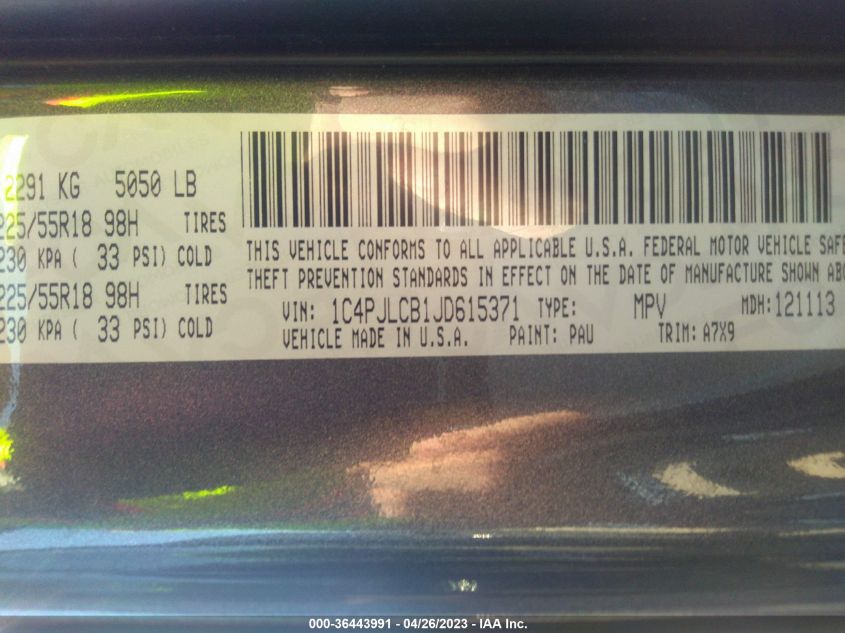 2291 KG 5050 LB
225/55R18 98H TIRES
230 KPA ( 33 PSI) COLD
225/55R18 98H TIRES
230 KPA ( 33 PSI) COLD
THIS VEHICLE CONFORMS TO ALL APPLICABLE U.S.A. FEDERAL MOTOR VEHICLE SAFE
THEFT PREVENTION STANDARDS IN EFFECT ON THE DATE OF MANUFACTURE SHOWN ABO
VIN: 1C4PJLCB1JD615371 TYPE: MPV MDH:121113
VEHICLE MADE IN U.S.A. PAINT: PAU TRIM: A7X9
000-36443991 - 04/26/2023 - IAA Inc.